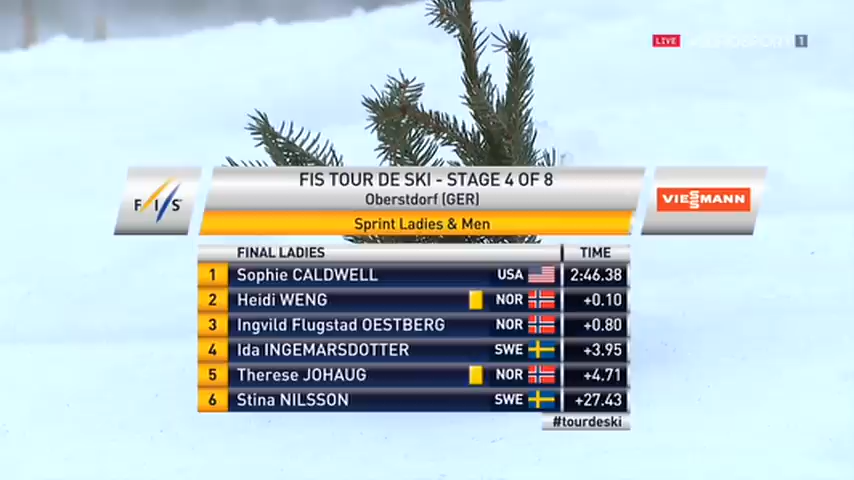 LIVE EUROSPORT 1
FIS TOUR DE SKI - STAGE 4 OF 8
Oberstdorf (GER)
Sprint Ladies & Men
F I S
VIESSMANN
FINAL LADIES TIME
1 Sophie CALDWELL USA 2:46.38
2 Heidi WENG NOR +0.10
3 Ingvild Flugstad OESTBERG NOR +0.80
4 Ida INGEMARSDOTTER SWE +3.95
5 Therese JOHAUG NOR +4.71
6 Stina NILSSON SWE +27.43
#tourdeski